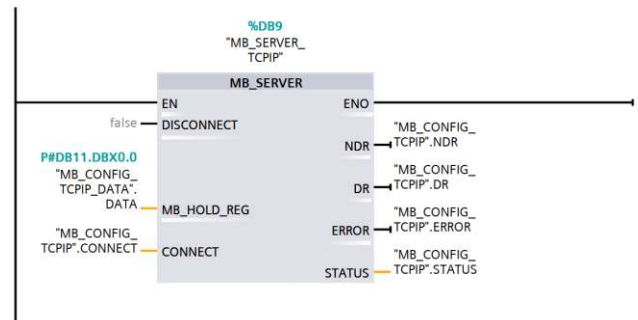 %DB9
"MB_SERVER_
TCPIP"
MB_SERVER
EN
ENO
false
DISCONNECT
"MB_CONFIG_
TCPIP".NDR
NDR
P#DB11.DBX0.0
"MB_CONFIG_
TCPIP_DATA".
DATA
MB_HOLD_REG
"MB_CONFIG_
TCPIP".DR
DR
"MB_CONFIG_
TCPIP".ERROR
ERROR
"MB_CONFIG_
TCPIP".CONNECT
CONNECT
"MB_CONFIG_
TCPIP".STATUS
STATUS